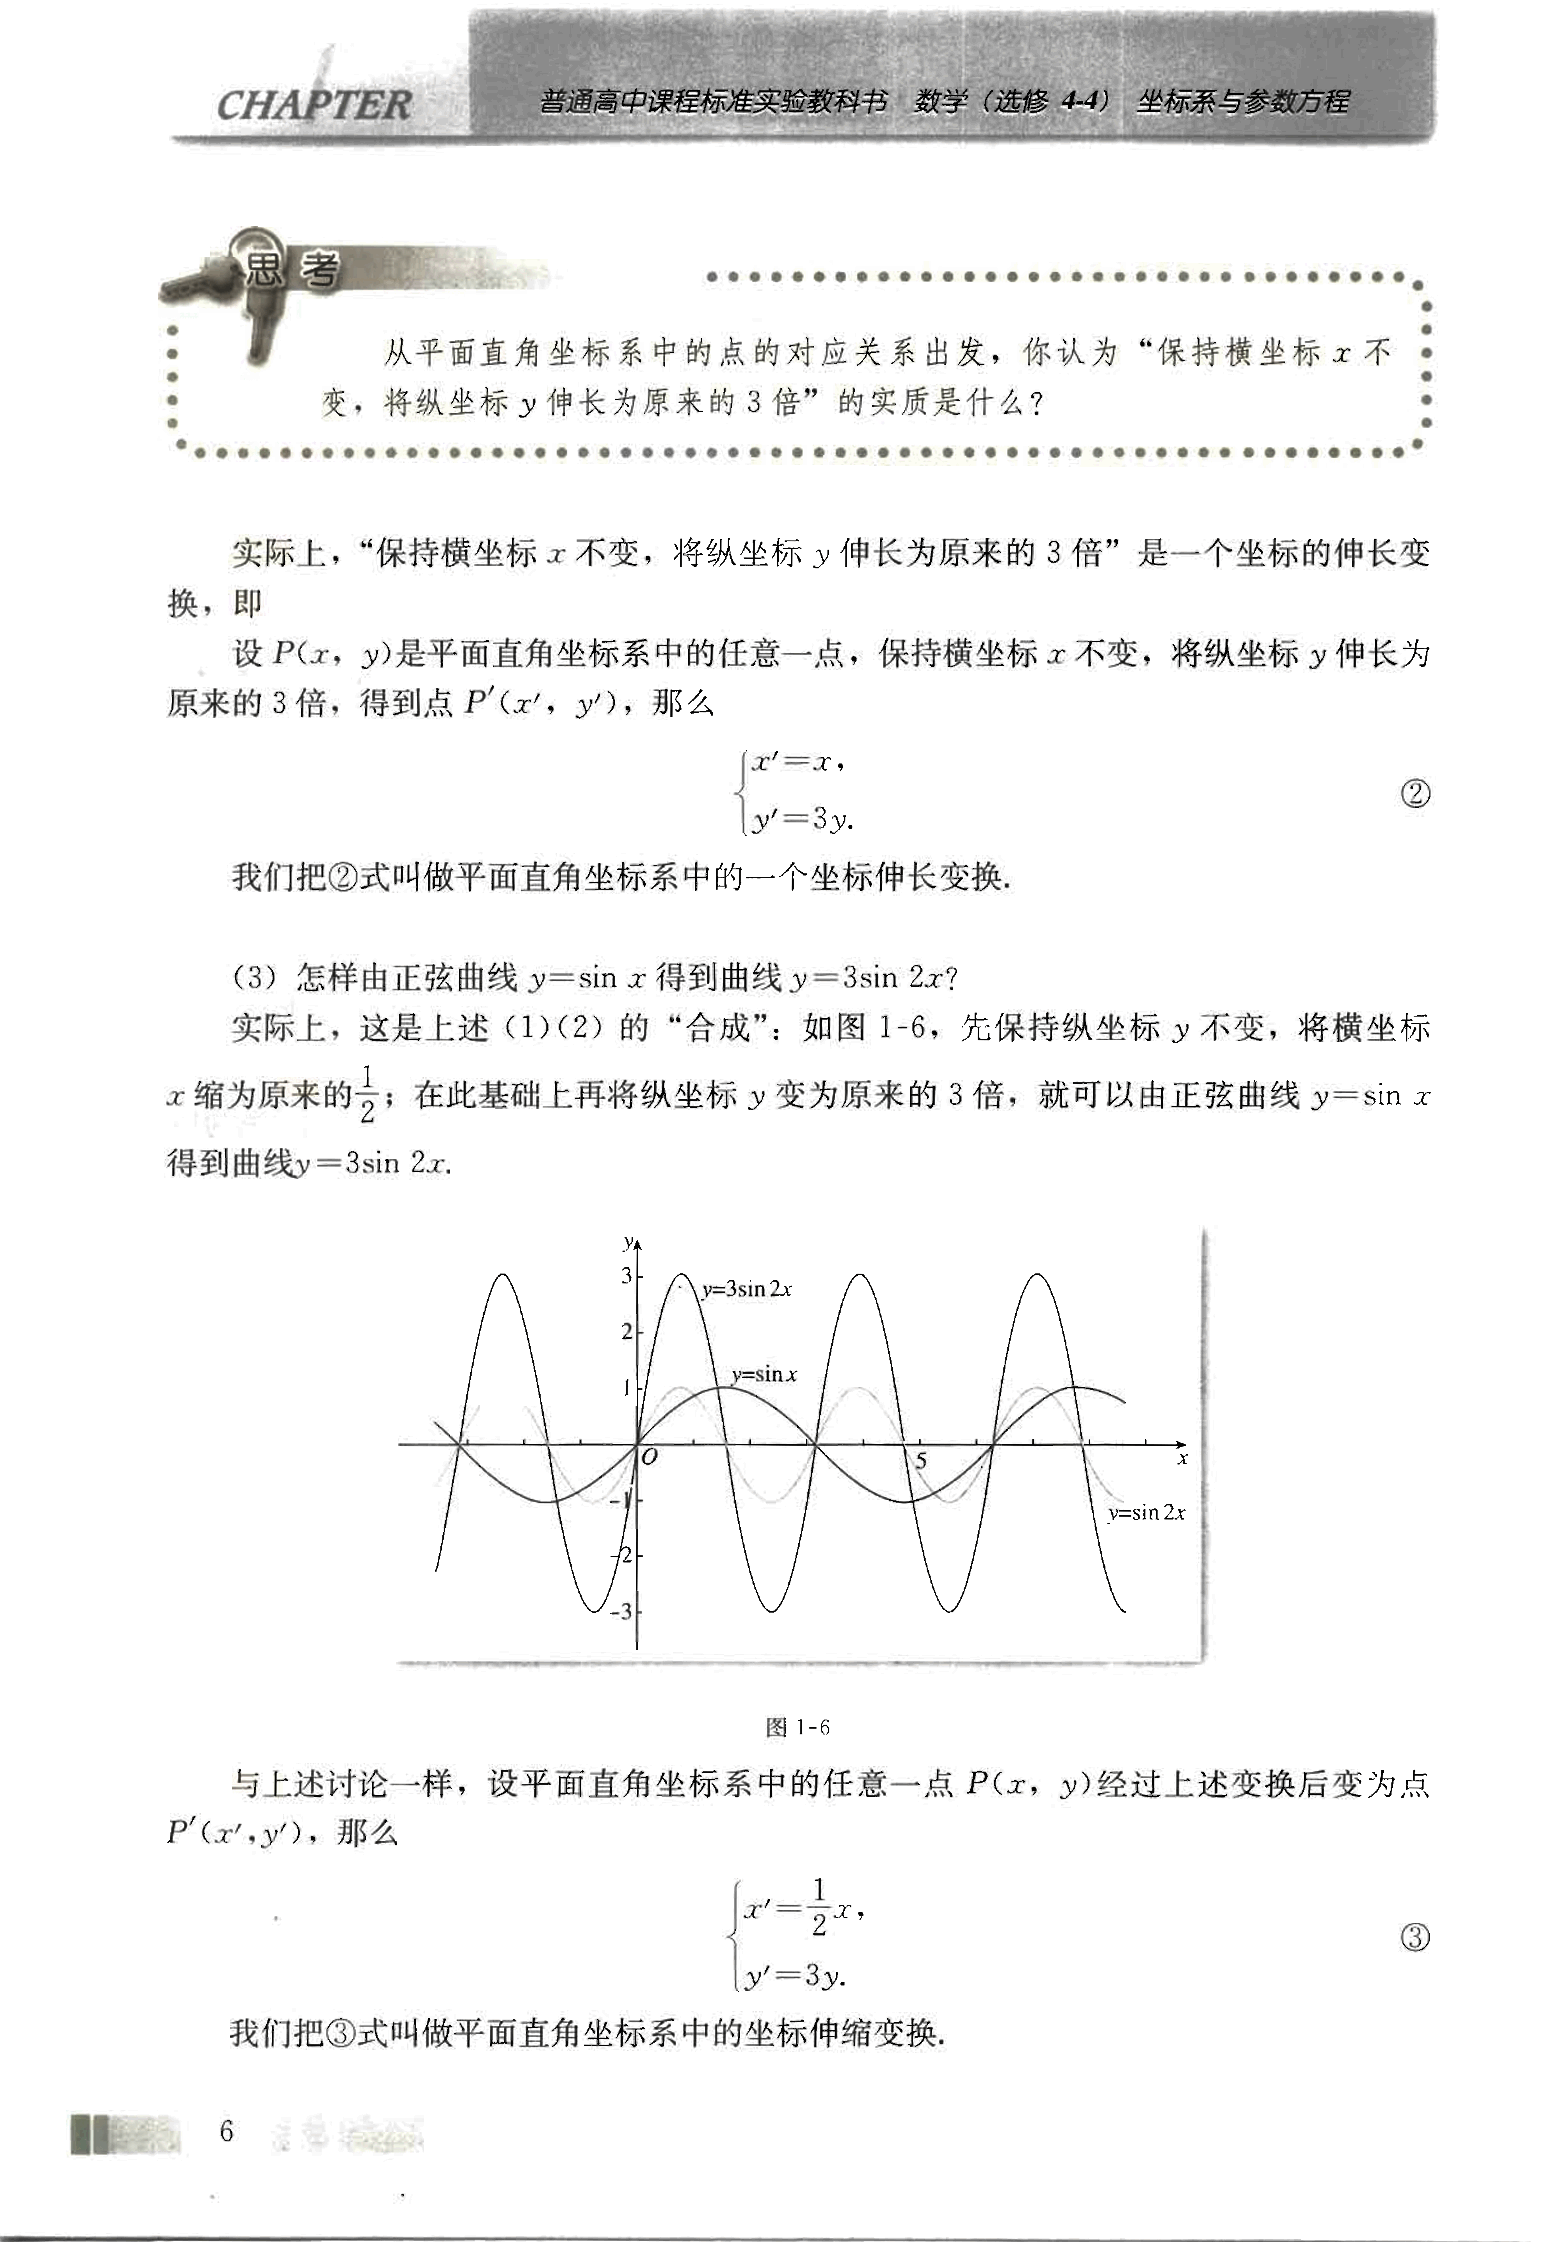 CHAPTER
普通高中课程标准实验教科书 数学（选修 4-4） 坐标系与参数方程
思考
从平面直角坐标系中的点的对应关系出发，你认为“保持横坐标 x 不
变，将纵坐标 y 伸长为原来的 3 倍”的实质是什么？
实际上，“保持横坐标 x 不变，将纵坐标 y 伸长为原来的 3 倍”是一个坐标的伸长变
换，即
设 P(x，y)是平面直角坐标系中的任意一点，保持横坐标 x 不变，将纵坐标 y 伸长为
原来的 3 倍，得到点 P′(x′，y′)，那么
x′=x，
②
y′=3y.
我们把②式叫做平面直角坐标系中的一个坐标伸长变换.
（3）怎样由正弦曲线 y=sin x 得到曲线 y=3sin 2x?
实际上，这是上述（1）（2）的“合成”：如图 1-6，先保持纵坐标 y 不变，将横坐标
x 缩为原来的1/2；在此基础上再将纵坐标 y 变为原来的 3 倍，就可以由正弦曲线 y=sin x
得到曲线y=3sin 2x.
y
3
y=3sin 2x
2
y=sin x
1
O
5
x
-1
y=sin 2x
-2
-3
图 1-6
与上述讨论一样，设平面直角坐标系中的任意一点 P(x，y)经过上述变换后变为点
P′(x′,y′)，那么
x′=1/2x，
③
y′=3y.
我们把③式叫做平面直角坐标系中的坐标伸缩变换.
6